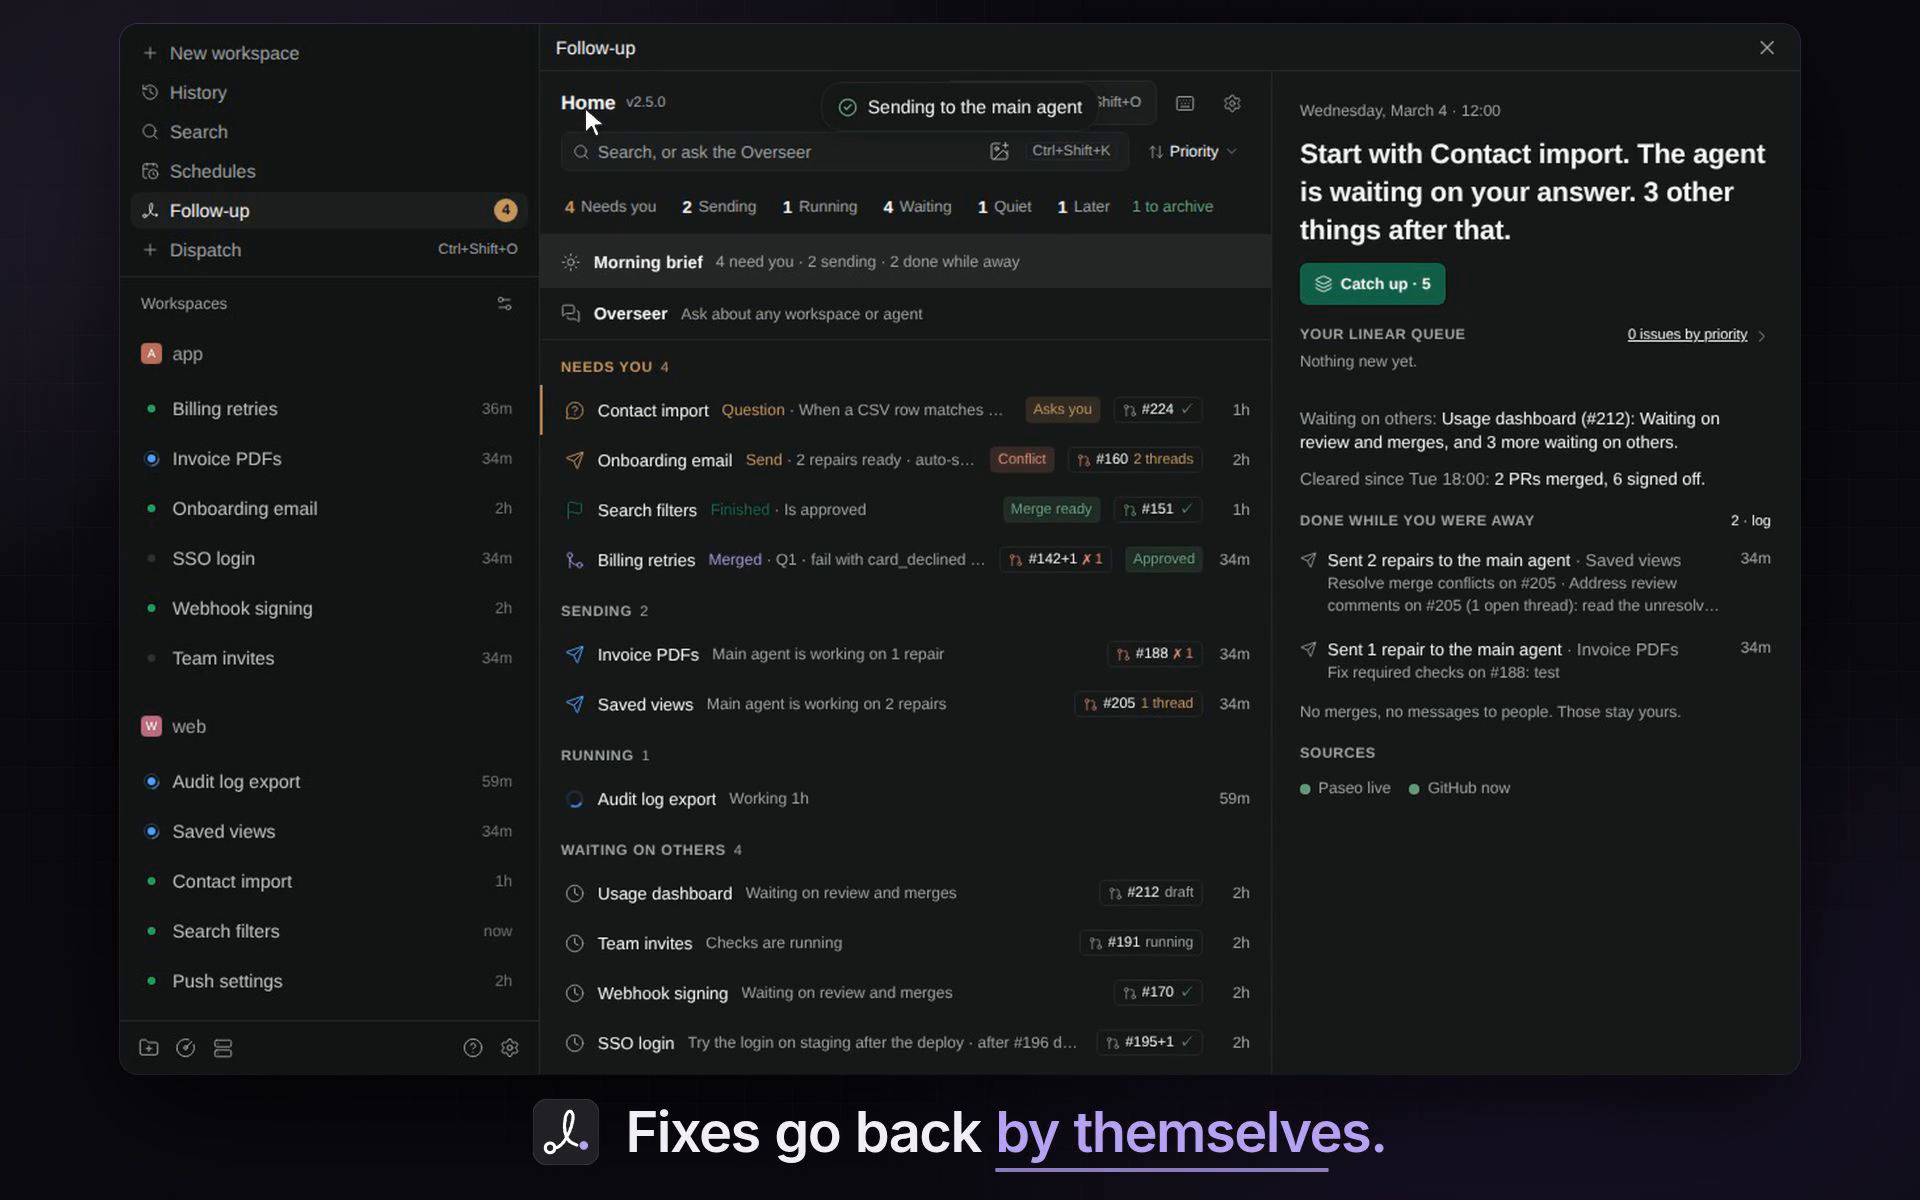 New workspace
History
Search
Schedules
Follow-up 4
Dispatch Ctrl+Shift+O
Workspaces
A app
Billing retries 36m
Invoice PDFs 34m
Onboarding email 2h
SSO login 34m
Webhook signing 2h
Team invites 34m
W web
Audit log export 59m
Saved views 34m
Contact import 1h
Search filters now
Push settings 2h
Follow-up
Home v2.5.0
Sending to the main agent
Shift+O
Search, or ask the Overseer Ctrl+Shift+K Priority
4 Needs you 2 Sending 1 Running 4 Waiting 1 Quiet 1 Later 1 to archive
Morning brief 4 need you · 2 sending · 2 done while away
Overseer Ask about any workspace or agent
NEEDS YOU 4
Contact import Question · When a CSV row matches … Asks you #224 ✓ 1h
Onboarding email Send · 2 repairs ready · auto-s… Conflict #160 2 threads 2h
Search filters Finished · Is approved Merge ready #151 ✓ 1h
Billing retries Merged · Q1 · fail with card_declined … #142+1 ✗ 1 Approved 34m
SENDING 2
Invoice PDFs Main agent is working on 1 repair #188 ✗ 1 34m
Saved views Main agent is working on 2 repairs #205 1 thread 34m
RUNNING 1
Audit log export Working 1h 59m
WAITING ON OTHERS 4
Usage dashboard Waiting on review and merges #212 draft 2h
Team invites Checks are running #191 running 2h
Webhook signing Waiting on review and merges #170 ✓ 2h
SSO login Try the login on staging after the deploy · after #196 d… #195+1 ✓ 2h
Wednesday, March 4 · 12:00
Start with Contact import. The agent
is waiting on your answer. 3 other
things after that.
Catch up · 5
YOUR LINEAR QUEUE 0 issues by priority
Nothing new yet.
Waiting on others: Usage dashboard (#212): Waiting on
review and merges, and 3 more waiting on others.
Cleared since Tue 18:00: 2 PRs merged, 6 signed off.
DONE WHILE YOU WERE AWAY 2 · log
Sent 2 repairs to the main agent · Saved views 34m
Resolve merge conflicts on #205 · Address review
comments on #205 (1 open thread): read the unresolv…
Sent 1 repair to the main agent · Invoice PDFs 34m
Fix required checks on #188: test
No merges, no messages to people. Those stay yours.
SOURCES
Paseo live GitHub now
Fixes go back by themselves.